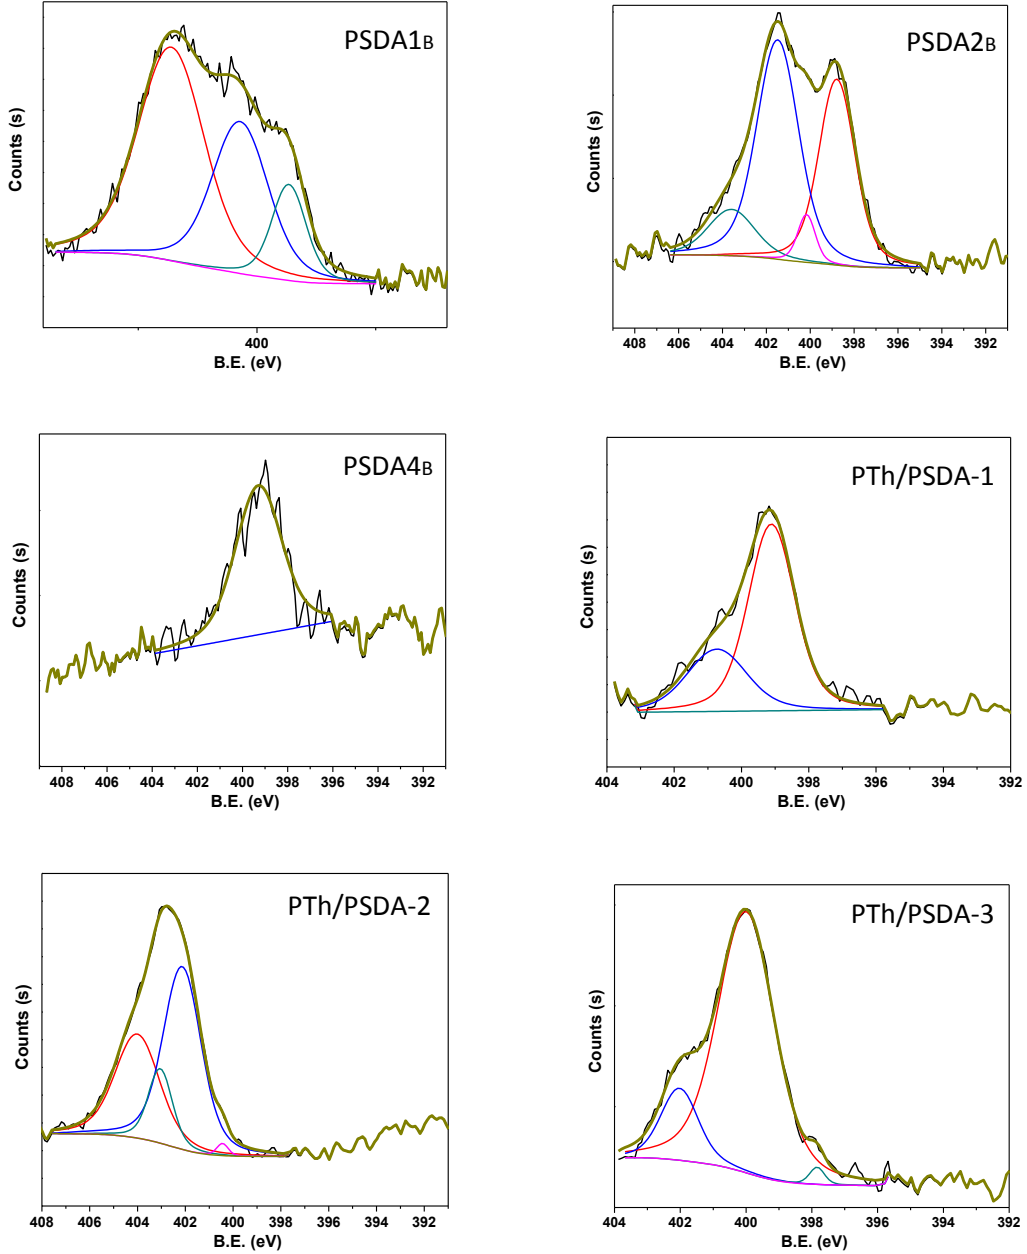 PSDA1B
Counts (s)
400
B.E. (eV)
PSDA2B
Counts (s)
408 406 404 402 400 398 396 394 392
B.E. (eV)
PSDA4B
Counts (s)
408 406 404 402 400 398 396 394 392
B.E. (eV)
PTh/PSDA-1
Counts (s)
404 402 400 398 396 394 392
B.E. (eV)
PTh/PSDA-2
Counts (s)
408 406 404 402 400 398 396 394 392
B.E. (eV)
PTh/PSDA-3
Counts (s)
404 402 400 398 396 394 392
B.E. (eV)